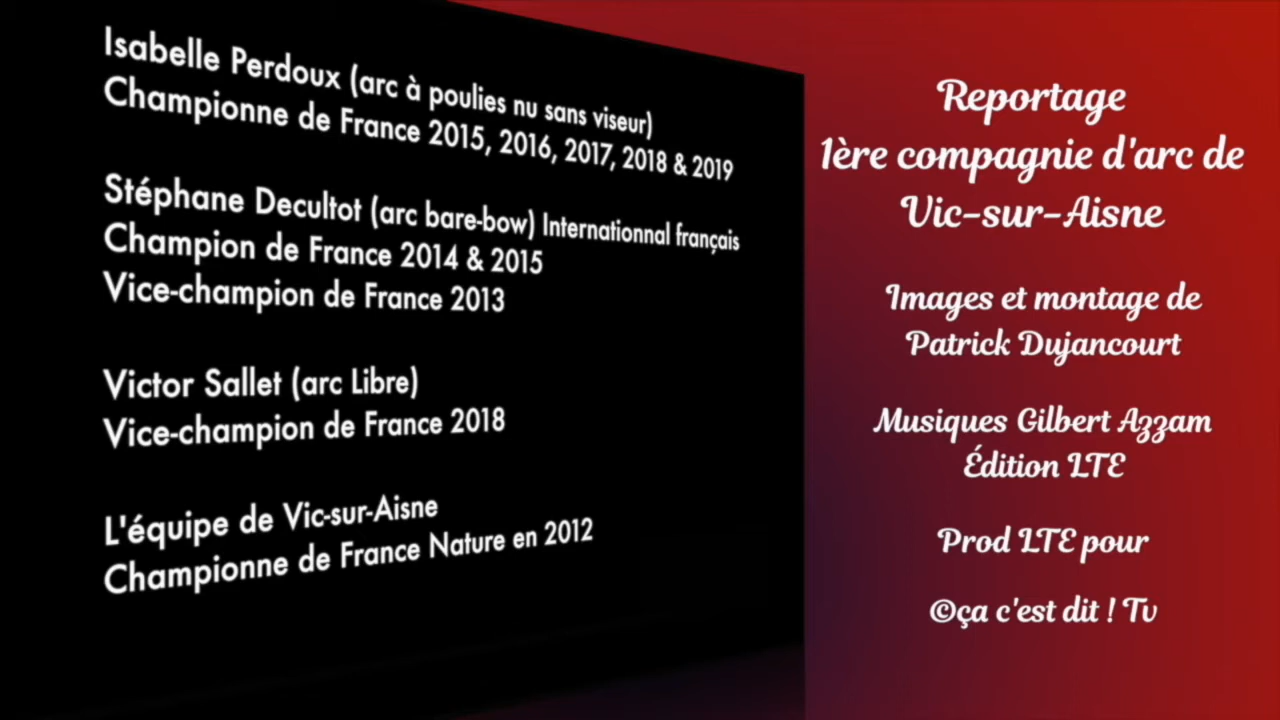 Isabelle Perdoux (arc à poulies nu sans viseur)
Championne de France 2015, 2016, 2017, 2018 & 2019
Stéphane Decultot (arc bare-bow) Internationnal français
Champion de France 2014 & 2015
Vice-champion de France 2013
Victor Sallet (arc Libre)
Vice-champion de France 2018
L'équipe de Vic-sur-Aisne
Championne de France Nature en 2012
Reportage
1ère compagnie d'arc de
Vic-sur-Aisne
Images et montage de
Patrick Dujancourt
Musiques Gilbert Azzam
Édition LTE
Prod LTE pour
©ça c'est dit ! Tv